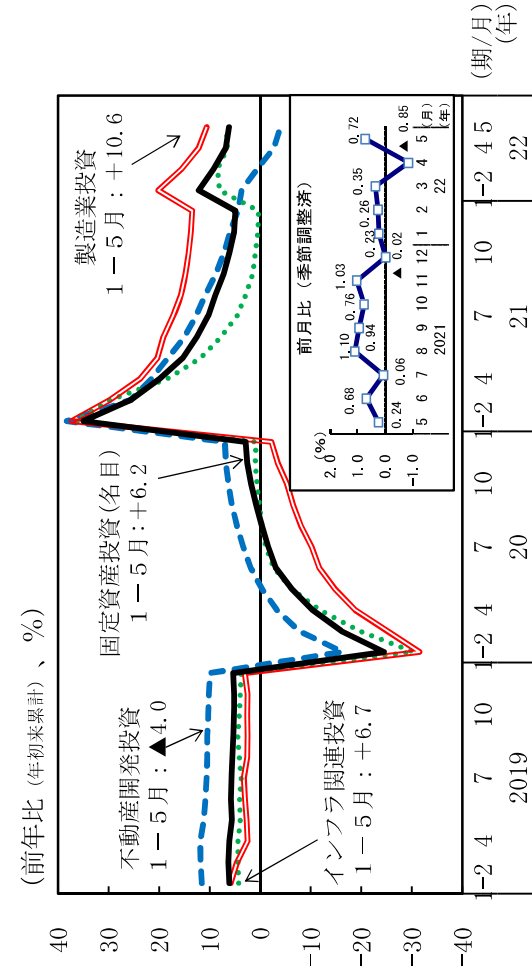 (前年比(年初来累計)、%)
40
30
20
10
0
-10
-20
-30
-40
不動産開発投資
1-5月:▲4.0
固定資産投資(名目)
1-5月:+6.2
製造業投資
1-5月:+10.6
インフラ関連投資
1-5月:+6.7
前月比(季節調整済)
(%)
2.0
1.0
0.0
-1.0
0.24
0.68
0.06
1.10
0.94
0.76
1.03
▲0.02
0.23
0.26
0.35
▲0.85
0.72
5 6 7 8 9 10 11 12 1 2 3 4 5 (月)
2021 22 (年)
1-2 4 7 10 1-2 4 7 10 1-2 4 7 10 1-2 4 5 (期/月)
2019 20 21 22 (年)